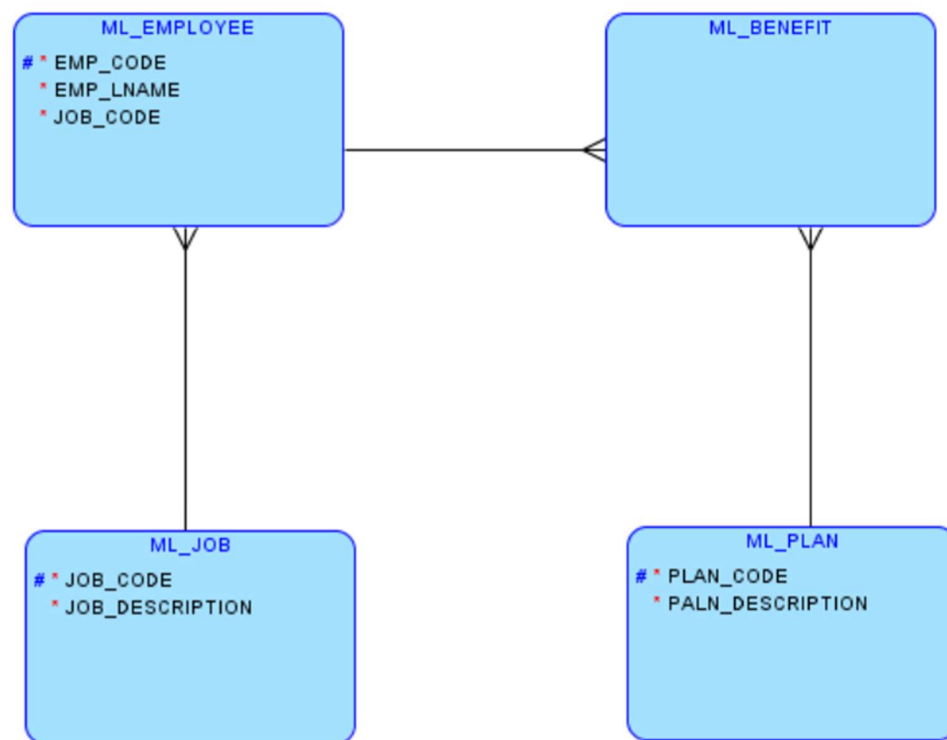 ML_EMPLOYEE
# * EMP_CODE
* EMP_LNAME
* JOB_CODE
ML_BENEFIT
ML_JOB
# * JOB_CODE
* JOB_DESCRIPTION
ML_PLAN
# * PLAN_CODE
* PALN_DESCRIPTION